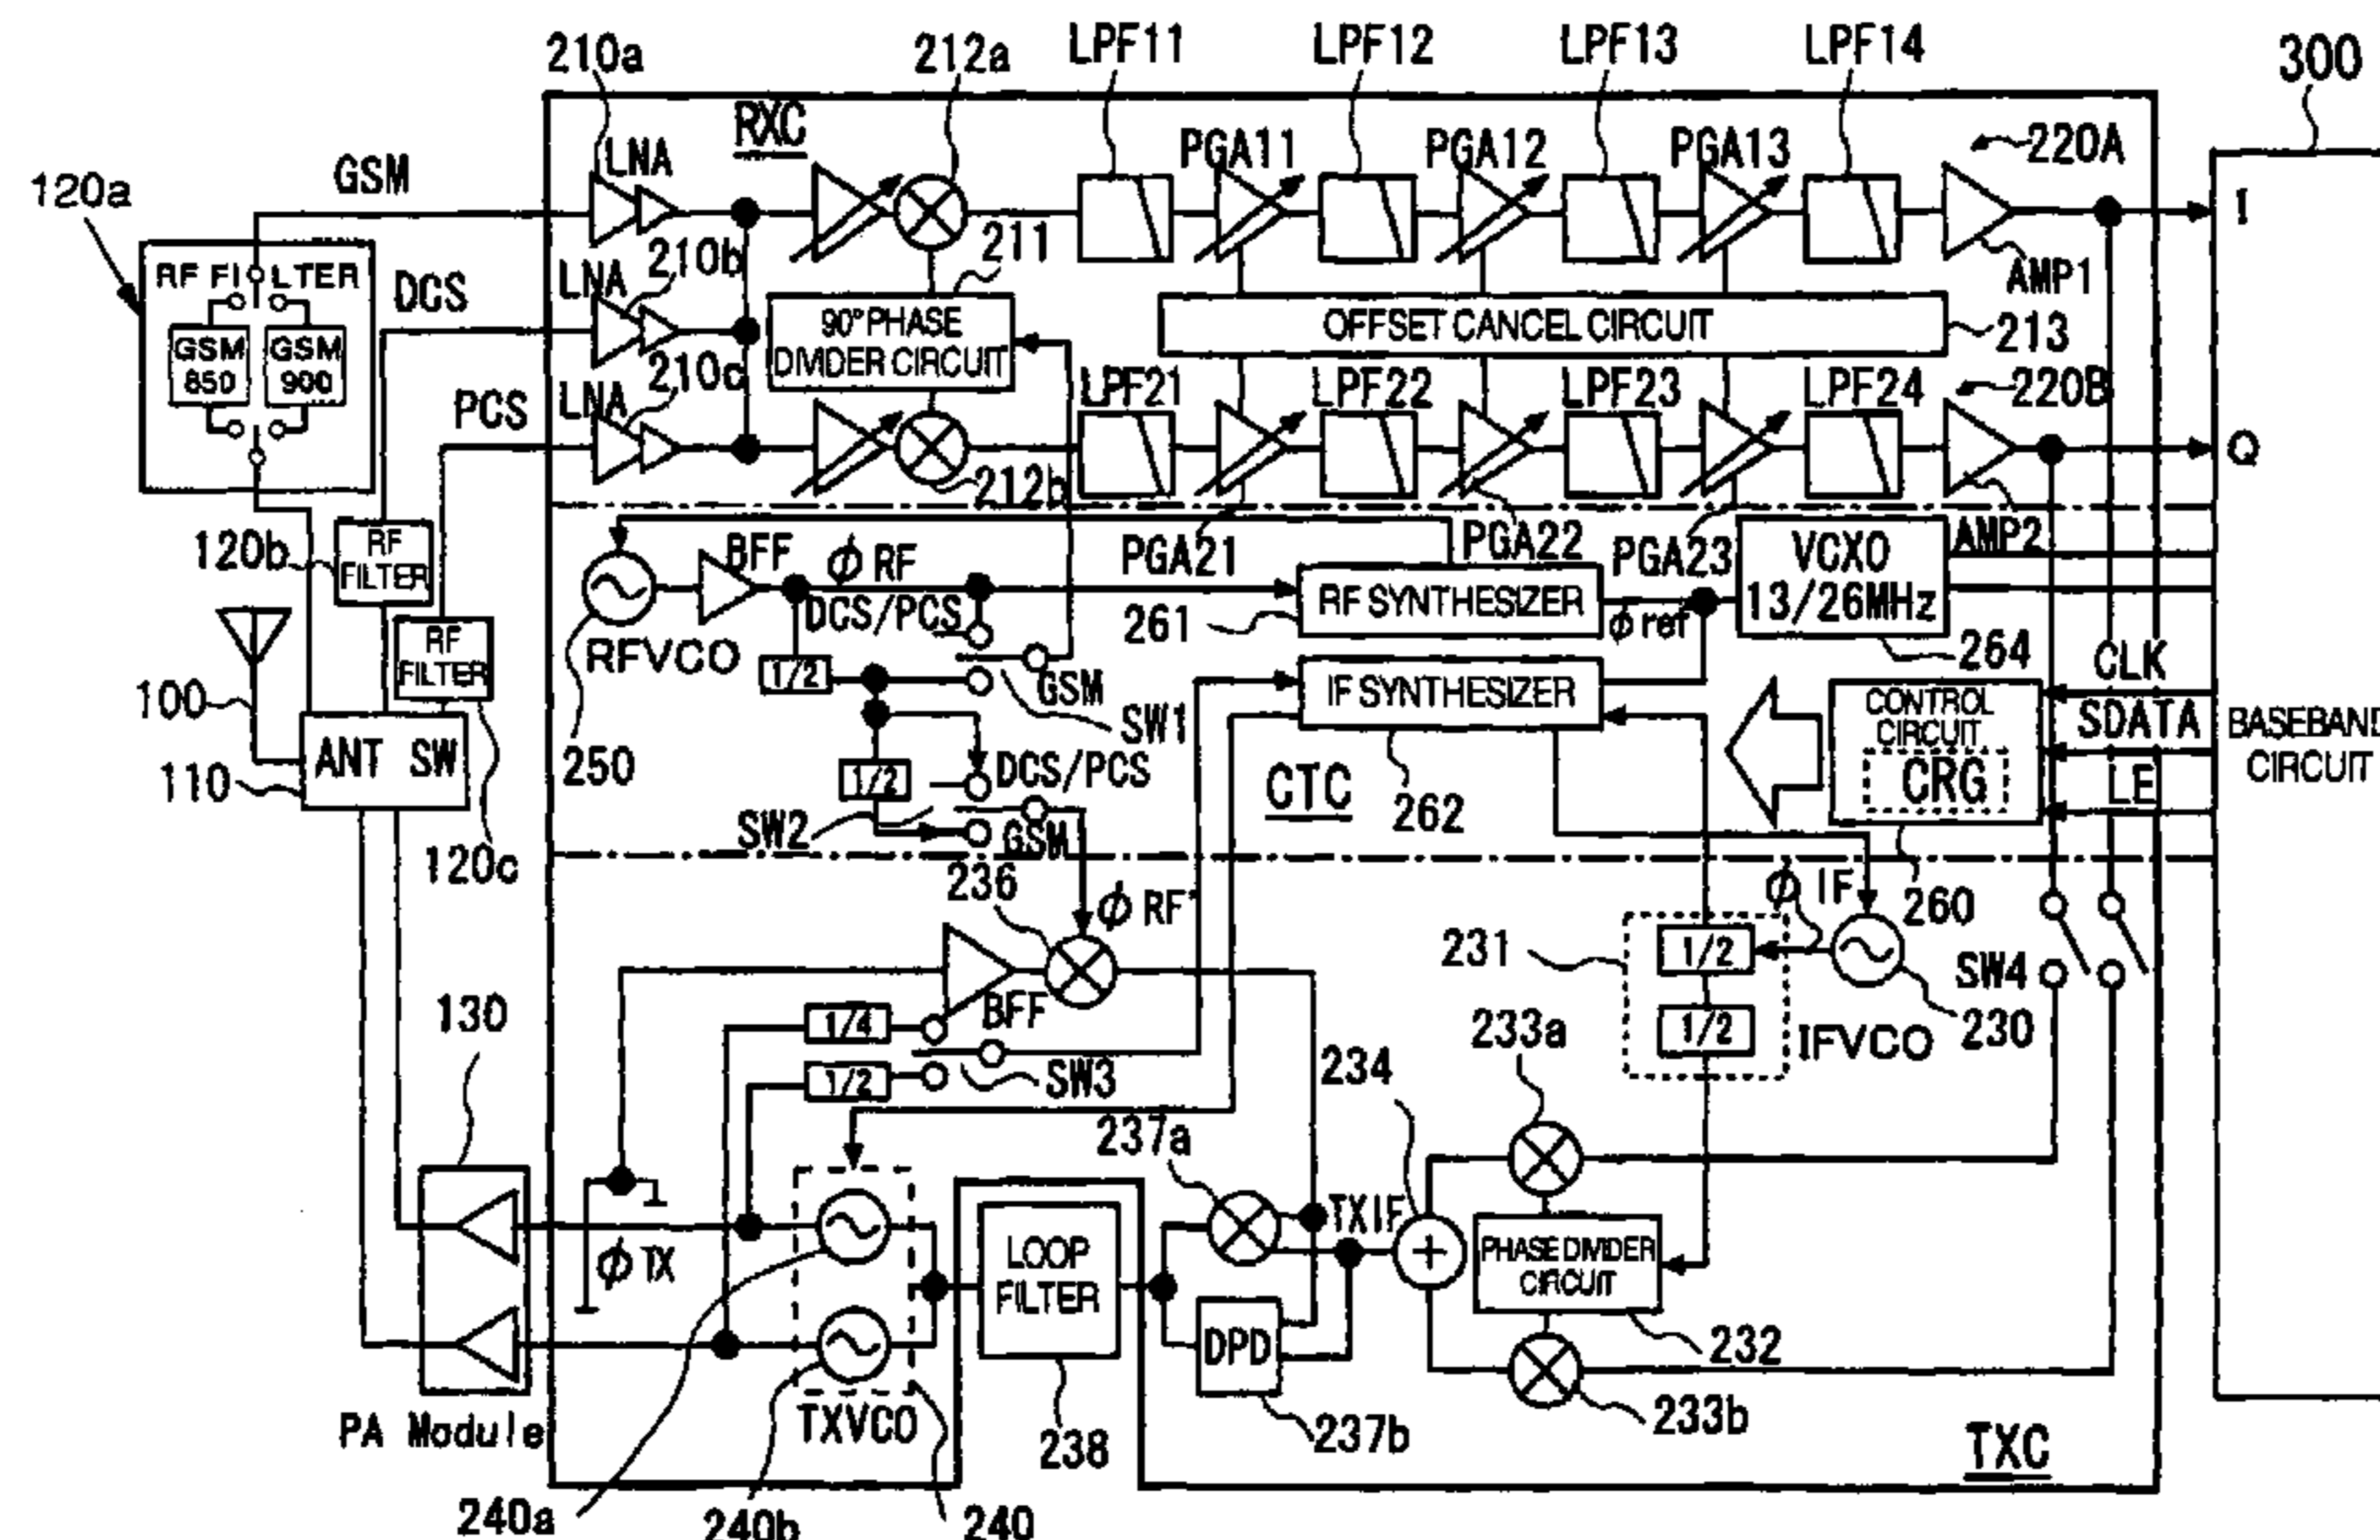 LPF11 LPF12 LPF13 LPF14
210a 212a 300
RXC
LNA PGA11 PGA12 PGA13 220A
120a GSM
I
211
210b AMP1
RF FILTER DCS LNA
90° PHASE
DIVIDER CIRCUIT
OFFSET CANCEL CIRCUIT
213
GSM
850
GSM
900
210c LPF21 LPF22 LPF23 LPF24 220B
PCS LNA
Q
212b
120b
RF
FILTER
BFF φRF PGA21 PGA22 PGA23
VCXO
13/26MHz
AMP2
DCS/PCS
261
RF SYNTHESIZER
φref
RF
FILTER
RFVCO
1/2
GSM
264
CLK
100
IF SYNTHESIZER
CONTROL
CIRCUIT
CRG
SDATA
LE
BASEBAND
CIRCUIT
SW1
ANT SW
110
250
1/2
DCS/PCS
CTC
262
SW2 GSM
120c
236
φRF'
φIF
260
231
1/2
SW4
130
1/4
BFF
1/2
IFVCO
230
233a
234
1/2
SW3
237a
φTX
LOOP
FILTER
TXIF
+
PHASE DIVIDER
CIRCUIT
DPD
232
PA Module
TXVCO
238
237b
233b
TXC
240a 240b 240